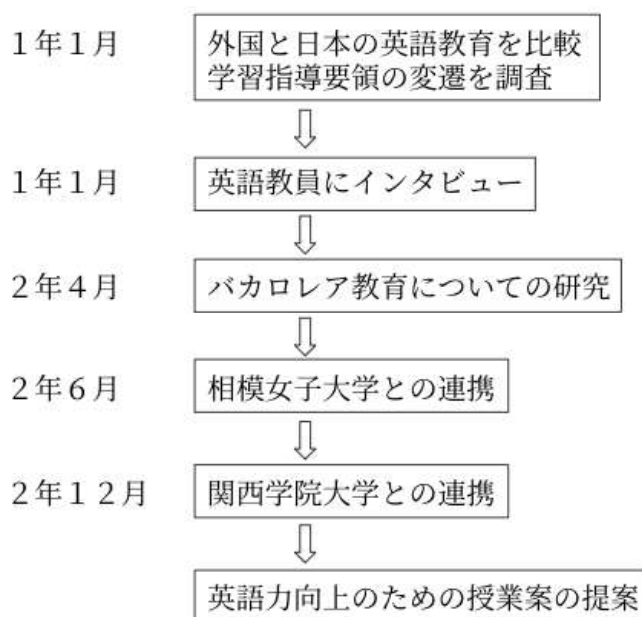 １年１月
外国と日本の英語教育を比較
学習指導要領の変遷を調査
１年１月
英語教員にインタビュー
２年４月
バカロレア教育についての研究
２年６月
相模女子大学との連携
２年１２月
関西学院大学との連携
英語力向上のための授業案の提案